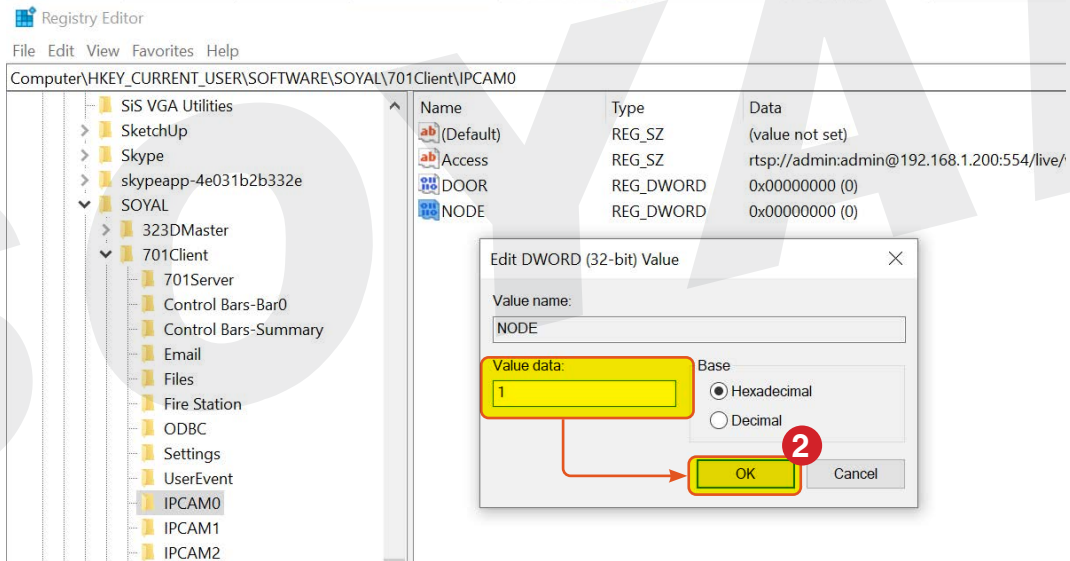 Registry Editor
File Edit View Favorites Help
Computer\HKEY_CURRENT_USER\SOFTWARE\SOYAL\701Client\IPCAM0
SiS VGA Utilities
SketchUp
Skype
skypeapp-4e031b2b332e
SOYAL
323DMaster
701Client
701Server
Control Bars-Bar0
Control Bars-Summary
Email
Files
Fire Station
ODBC
Settings
UserEvent
IPCAM0
IPCAM1
IPCAM2
Name Type Data
(Default) REG_SZ (value not set)
Access REG_SZ rtsp://admin:admin@192.168.1.200:554/live/
DOOR REG_DWORD 0x00000000 (0)
NODE REG_DWORD 0x00000000 (0)
Edit DWORD (32-bit) Value
Value name:
NODE
Value data:
1
Base
Hexadecimal
Decimal
2
OK Cancel
SOYAL